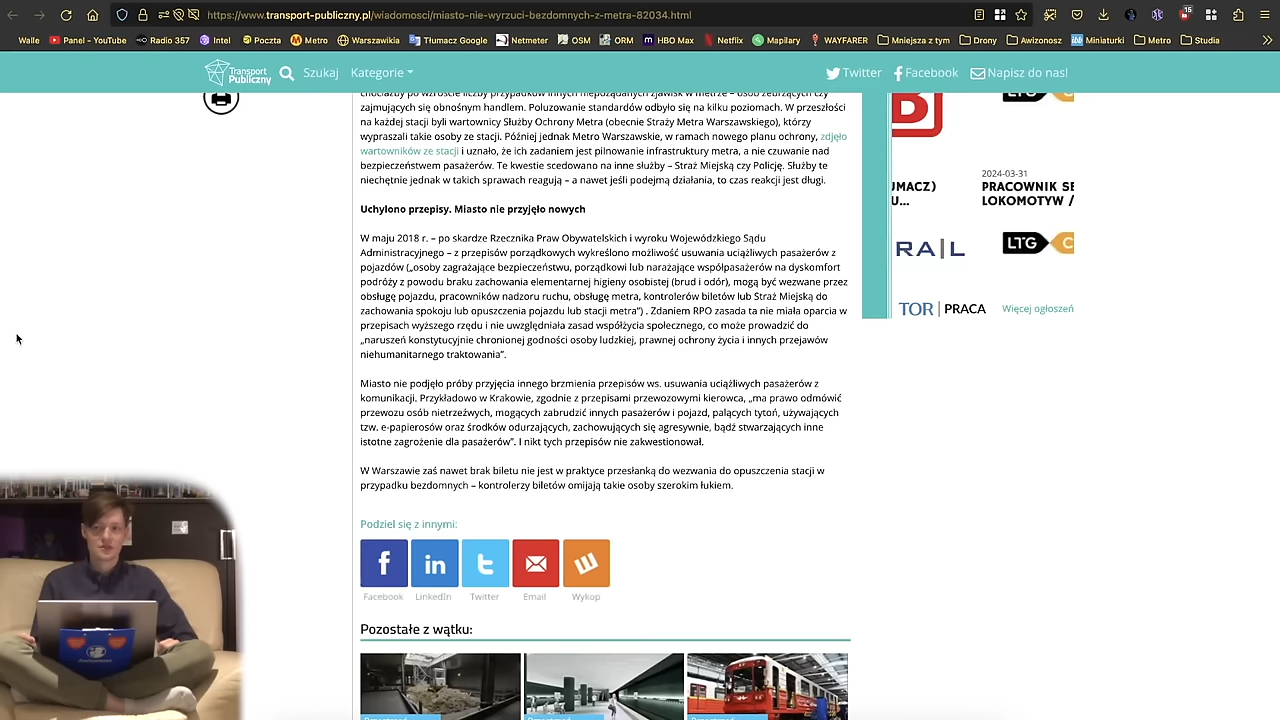 https://www.transport-publiczny.pl/wiadomosci/miasto-nie-wyrzuci-bezdomnych-z-metra-82034.html
15
Walle Panel - YouTube Radio 357 Intel Poczta Metro Warszawikia Tłumacz Google Netmeter OSM ORM HBO Max Netflix Mapilary WAYFARER Mniejsza z tym Drony Awizonosz Miniaturki Metro Studia
Transport Publiczny Szukaj Kategorie Twitter Facebook Napisz do nas!
chociażby po wzroście liczby przypadków innych niepożądanych zjawisk w metrze – osób żebrzących czy
zajmujących się obnośnym handlem. Poluzowanie standardów odbyło się na kilku poziomach. W przeszłości
na każdej stacji byli wartownicy Służby Ochrony Metra (obecnie Straży Metra Warszawskiego), którzy
wypraszali takie osoby ze stacji. Później jednak Metro Warszawskie, w ramach nowego planu ochrony, zdjęło
wartowników ze stacji i uznało, że ich zadaniem jest pilnowanie infrastruktury metra, a nie czuwanie nad
bezpieczeństwem pasażerów. Te kwestie scedowano na inne służby – Straż Miejską czy Policję. Służby te
niechętnie jednak w takich sprawach reagują – a nawet jeśli podejmą działania, to czas reakcji jest długi.
Uchylono przepisy. Miasto nie przyjęło nowych
W maju 2018 r. – po skardze Rzecznika Praw Obywatelskich i wyroku Wojewódzkiego Sądu
Administracyjnego – z przepisów porządkowych wykreślono możliwość usuwania uciążliwych pasażerów z
pojazdów („osoby zagrażające bezpieczeństwu, porządkowi lub narażające współpasażerów na dyskomfort
podróży z powodu braku zachowania elementarnej higieny osobistej (brud i odór), mogą być wezwane przez
obsługę pojazdu, pracowników nadzoru ruchu, obsługę metra, kontrolerów biletów lub Straż Miejską do
zachowania spokoju lub opuszczenia pojazdu lub stacji metra") . Zdaniem RPO zasada ta nie miała oparcia w
przepisach wyższego rzędu i nie uwzględniała zasad współżycia społecznego, co może prowadzić do
„naruszeń konstytucyjnie chronionej godności osoby ludzkiej, prawnej ochrony życia i innych przejawów
niehumanitarnego traktowania".
Miasto nie podjęło próby przyjęcia innego brzmienia przepisów ws. usuwania uciążliwych pasażerów z
komunikacji. Przykładowo w Krakowie, zgodnie z przepisami przewozowymi kierowca, „ma prawo odmówić
przewozu osób nietrzeźwych, mogących zabrudzić innych pasażerów i pojazd, palących tytoń, używających
tzw. e-papierosów oraz środków odurzających, zachowujących się agresywnie, bądź stwarzających inne
istotne zagrożenie dla pasażerów". I nikt tych przepisów nie zakwestionował.
W Warszawie zaś nawet brak biletu nie jest w praktyce przesłanką do wezwania do opuszczenia stacji w
przypadku bezdomnych – kontrolerzy biletów omijają takie osoby szerokim łukiem.
Podziel się z innymi:
Facebook LinkedIn Twitter Email Wykop
Pozostałe z wątku:
2024-03-31
UMACZ) PRACOWNIK SE
U... LOKOMOTYW /
RAIL LTG C
TOR PRACA Więcej ogłoszeń